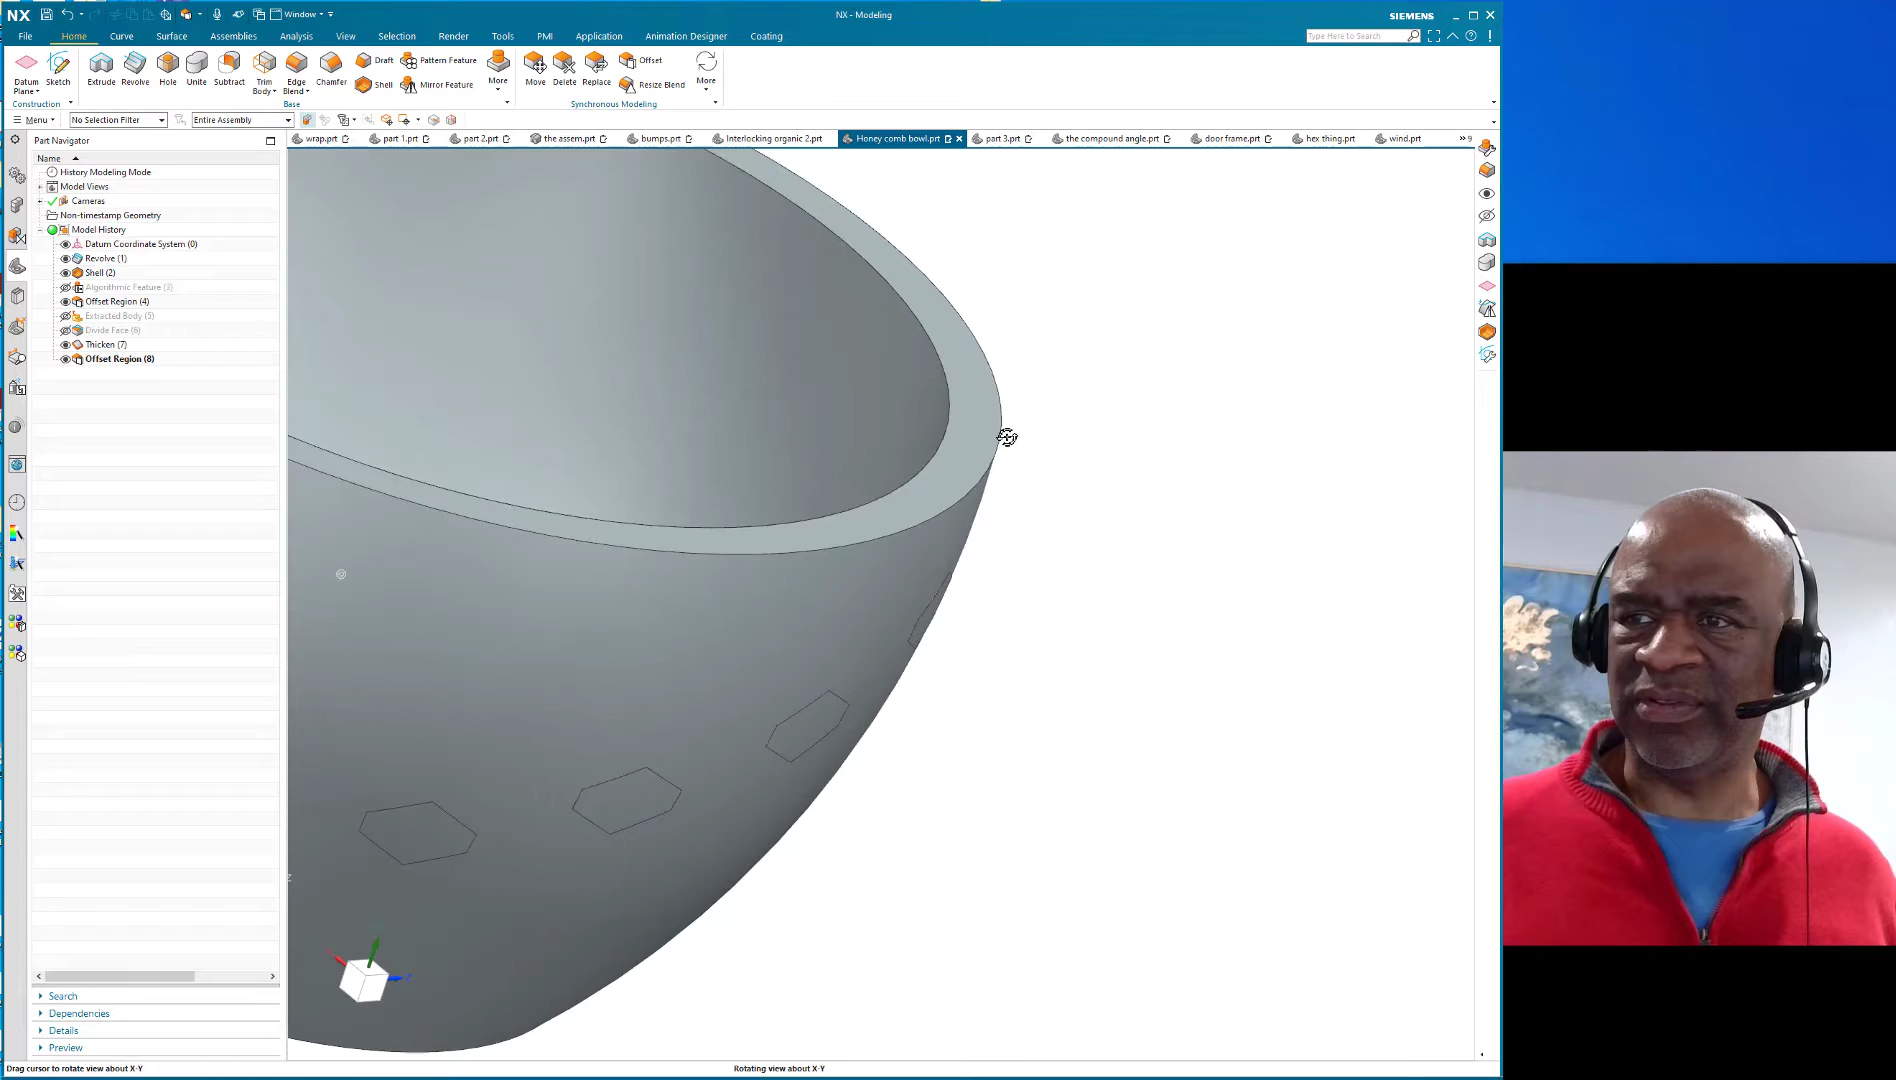 NX
Window
NX - Modeling
SIEMENS
File Home Curve Surface Assemblies Analysis View Selection Render Tools PMI Application Animation Designer Coating
Type Here to Search
Datum Plane
Sketch
Extrude
Revolve
Hole
Unite
Subtract
Trim Body
Edge Blend
Chamfer
Draft
Shell
Pattern Feature
Mirror Feature
More
Move
Delete
Replace
Offset
Resize Blend
More
Construction
Base
Synchronous Modeling
Menu
No Selection Filter
Entire Assembly
Part Navigator
wrap.prt
part 1.prt
part 2.prt
the assem.prt
bumps.prt
Interlocking organic 2.prt
Honey comb bowl.prt
part 3.prt
the compound angle.prt
door frame.prt
hex thing.prt
wind.prt
9
Name
History Modeling Mode
Model Views
Cameras
Non-timestamp Geometry
Model History
Datum Coordinate System (0)
Revolve (1)
Shell (2)
Algorithmic Feature (3)
Offset Region (4)
Extracted Body (5)
Divide Face (6)
Thicken (7)
Offset Region (8)
Search
Dependencies
Details
Preview
Drag cursor to rotate view about X-Y
Rotating view about X-Y